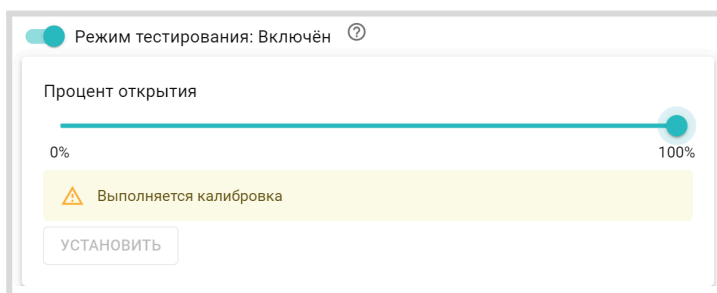 Режим тестирования: Включён
Процент открытия
0% 100%
Выполняется калибровка
УСТАНОВИТЬ